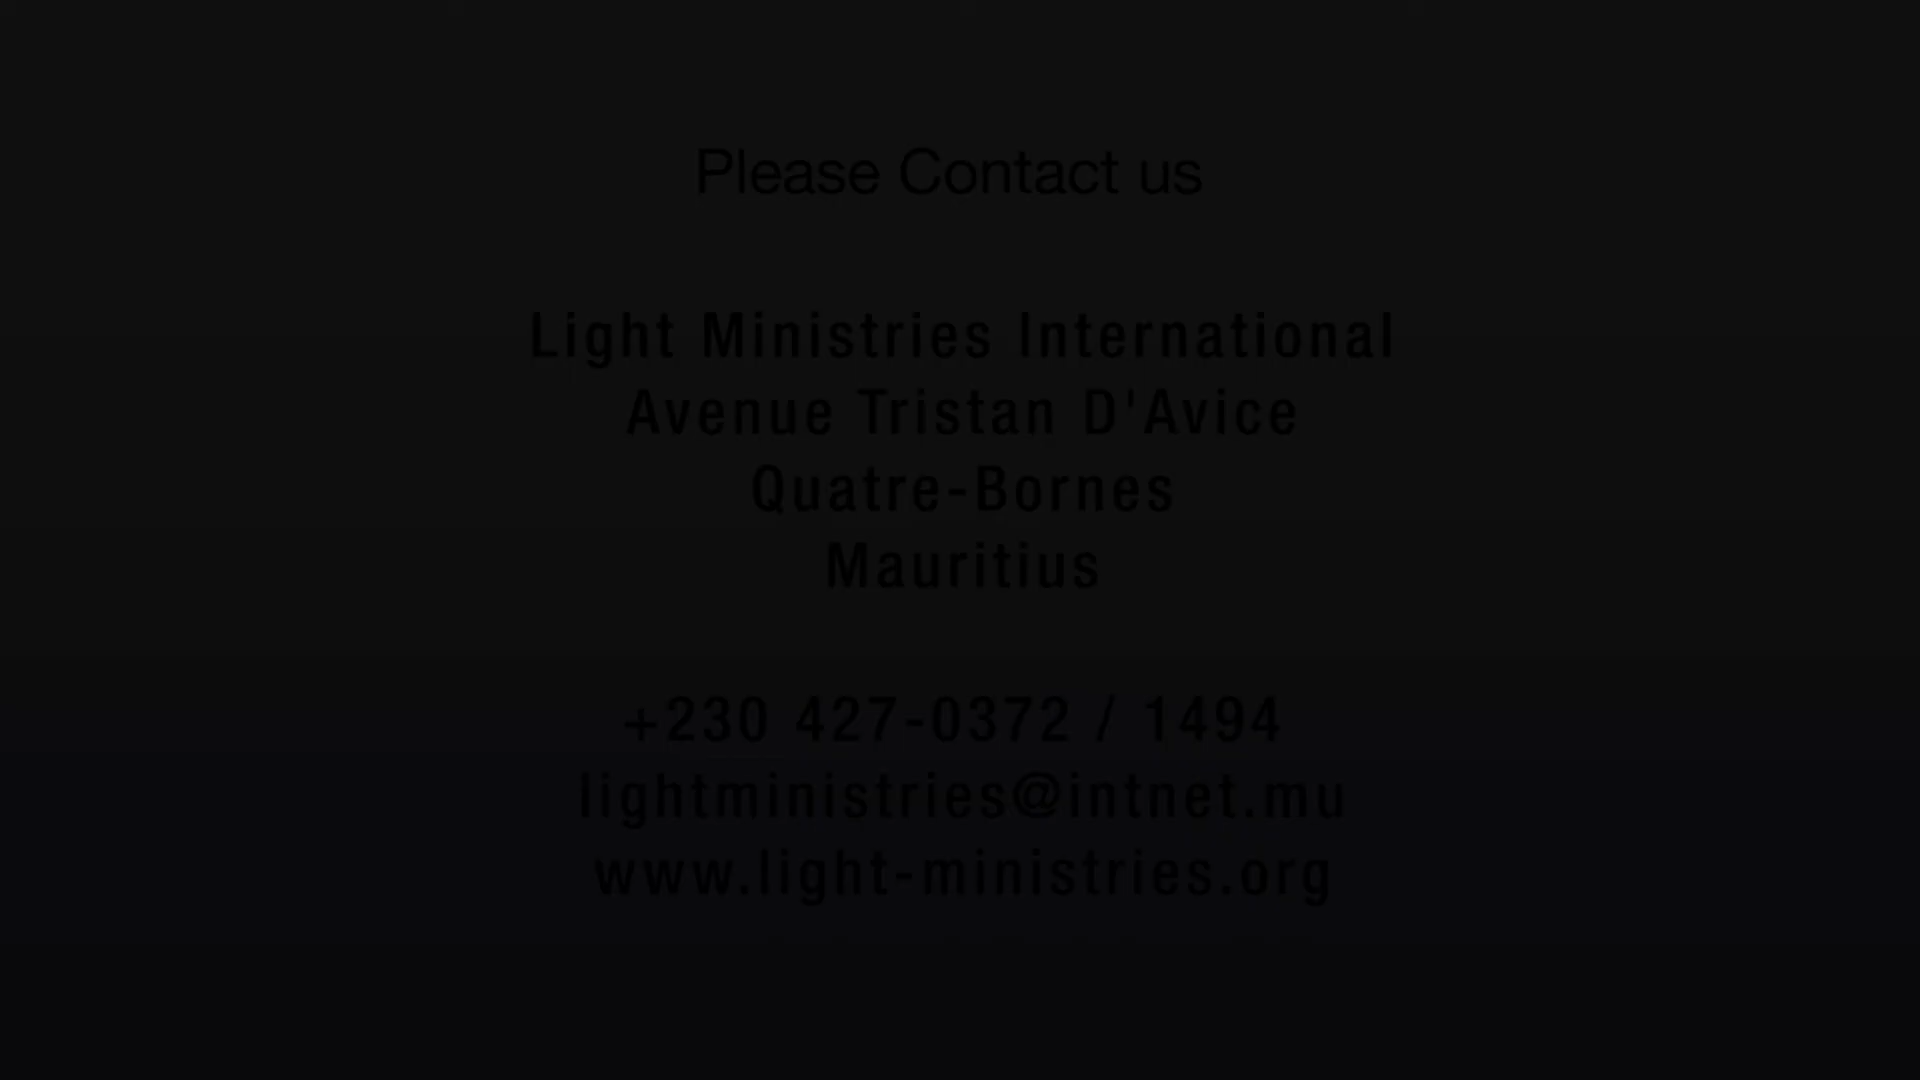 Please Contact us
Light Ministries International
Avenue Tristan D'Avice
Quatre-Bornes
Mauritius
+230 427-0372 / 1494
lightministries@intnet.mu
www.light-ministries.org